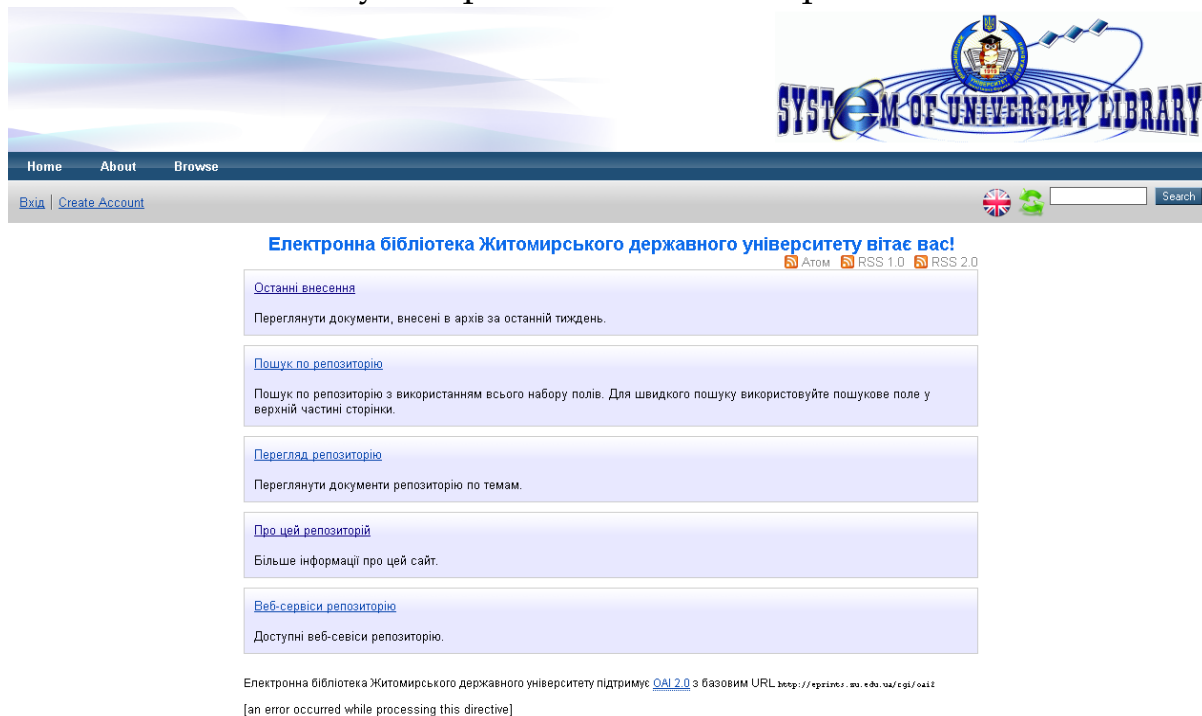 SYSTEM OF UNIVERSITY LIBRARY
Home About Browse
Вхід | Create Account
Search
Електронна бібліотека Житомирського державного університету вітає вас!
Атом RSS 1.0 RSS 2.0
Останні внесення
Переглянути документи, внесені в архів за останній тиждень.
Пошук по репозиторію
Пошук по репозиторію з використанням всього набору полів. Для швидкого пошуку використовуйте пошукове поле у
верхній частині сторінки.
Перегляд репозиторію
Переглянути документи репозиторію по темам.
Про цей репозиторій
Більше інформації про цей сайт.
Веб-сервіси репозиторію
Доступні веб-севіси репозиторію.
Електронна бібліотека Житомирського державного університету підтримує OAI 2.0 з базовим URL http://eprints.zu.edu.ua/cgi/oai2
[an error occurred while processing this directive]